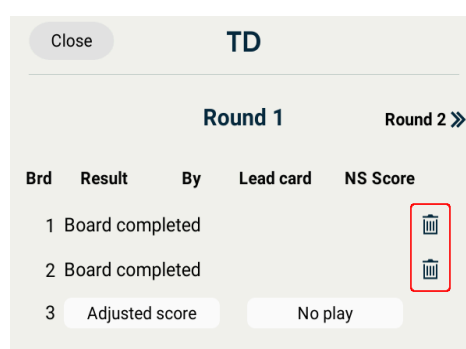 Close TD
Round 1 Round 2
Brd Result By Lead card NS Score
1 Board completed
2 Board completed
3 Adjusted score No play